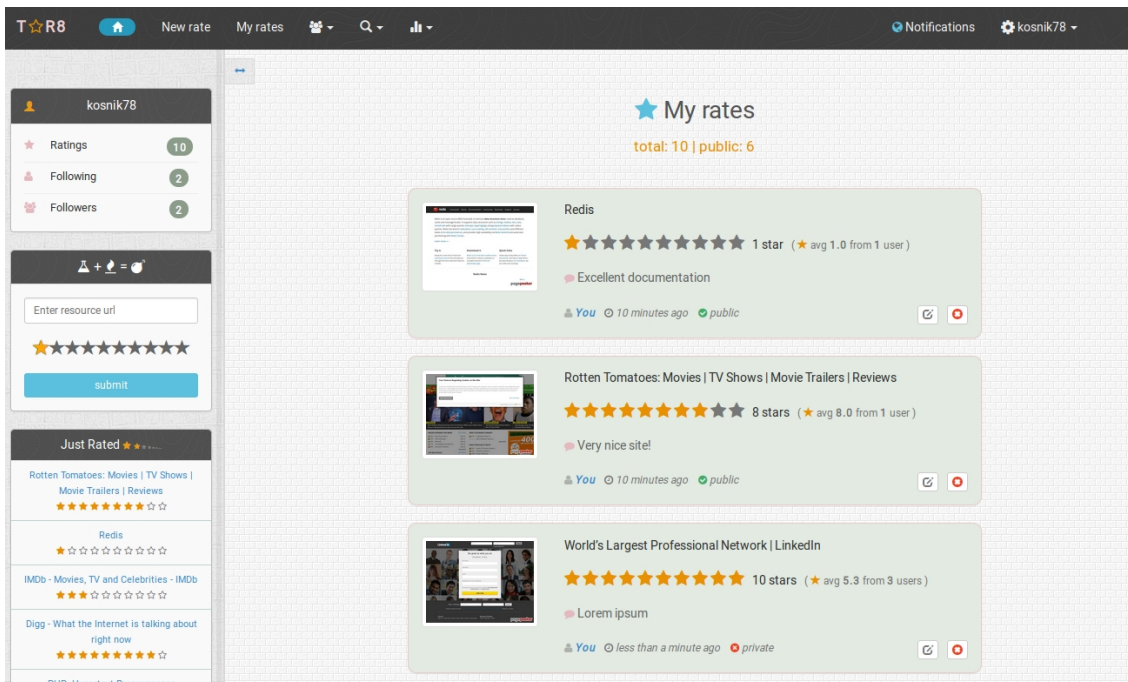 T☆R8 New rate My rates Notifications kosnik78
kosnik78
Ratings 10
Following 2
Followers 2
+ =
Enter resource url
submit
Just Rated
Rotten Tomatoes: Movies | TV Shows |
Movie Trailers | Reviews
Redis
IMDb - Movies, TV and Celebrities - IMDb
Digg - What the Internet is talking about
right now
My rates
total: 10 | public: 6
Redis
1 star ( ★ avg 1.0 from 1 user )
Excellent documentation
You 10 minutes ago public
Rotten Tomatoes: Movies | TV Shows | Movie Trailers | Reviews
8 stars ( ★ avg 8.0 from 1 user )
Very nice site!
You 10 minutes ago public
World's Largest Professional Network | LinkedIn
10 stars ( ★ avg 5.3 from 3 users )
Lorem ipsum
You less than a minute ago private